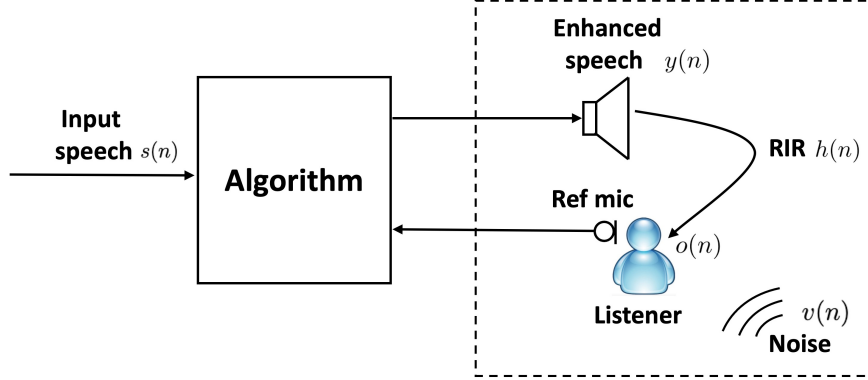 Enhanced
speech y(n)
Input
speech s(n)
Algorithm
RIR h(n)
Ref mic
o(n)
Listener
v(n)
Noise